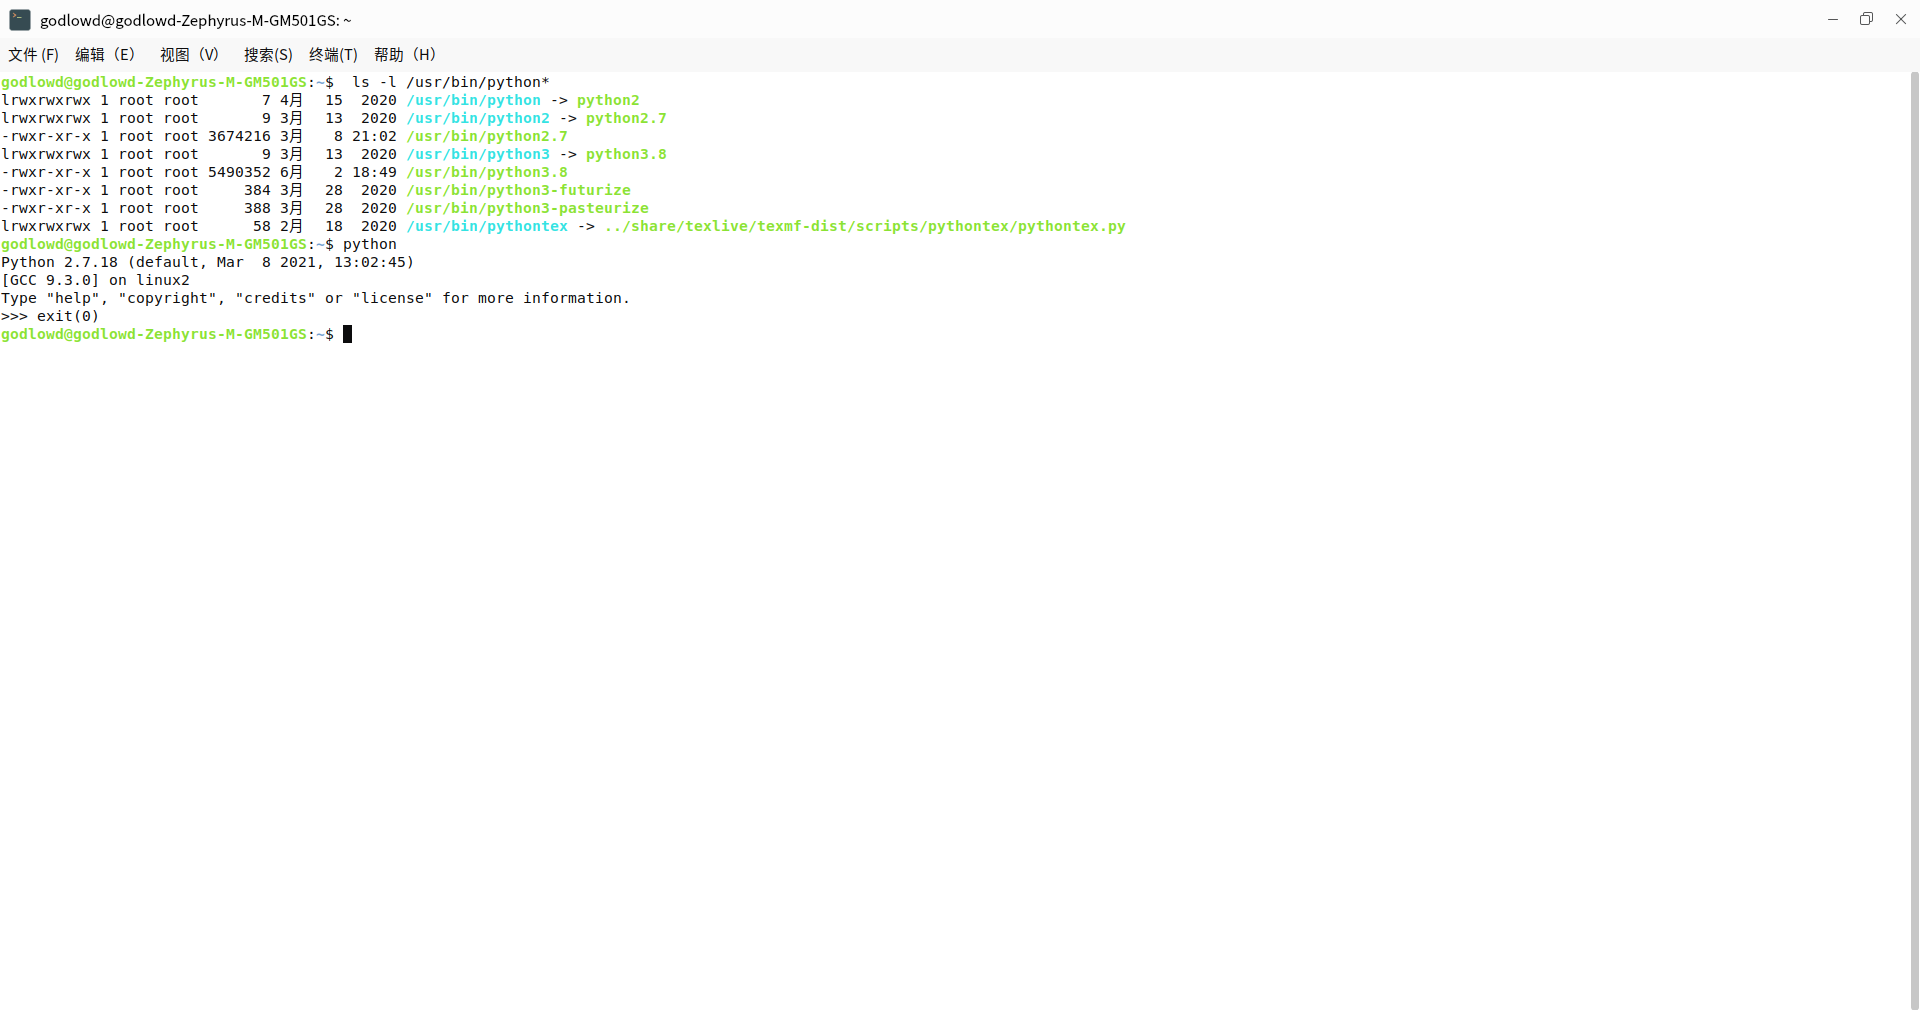 godlowd@godlowd-Zephyrus-M-GM501GS: ~
文件 (F) 编辑（E） 视图（V） 搜索(S) 终端(T) 帮助（H）
godlowd@godlowd-Zephyrus-M-GM501GS:~$  ls -l /usr/bin/python*
lrwxrwxrwx 1 root root       7 4月  15  2020 /usr/bin/python -> python2
lrwxrwxrwx 1 root root       9 3月  13  2020 /usr/bin/python2 -> python2.7
-rwxr-xr-x 1 root root 3674216 3月   8 21:02 /usr/bin/python2.7
lrwxrwxrwx 1 root root       9 3月  13  2020 /usr/bin/python3 -> python3.8
-rwxr-xr-x 1 root root 5490352 6月   2 18:49 /usr/bin/python3.8
-rwxr-xr-x 1 root root     384 3月  28  2020 /usr/bin/python3-futurize
-rwxr-xr-x 1 root root     388 3月  28  2020 /usr/bin/python3-pasteurize
lrwxrwxrwx 1 root root      58 2月  18  2020 /usr/bin/pythontex -> ../share/texlive/texmf-dist/scripts/pythontex/pythontex.py
godlowd@godlowd-Zephyrus-M-GM501GS:~$ python
Python 2.7.18 (default, Mar  8 2021, 13:02:45)
[GCC 9.3.0] on linux2
Type "help", "copyright", "credits" or "license" for more information.
>>> exit(0)
godlowd@godlowd-Zephyrus-M-GM501GS:~$